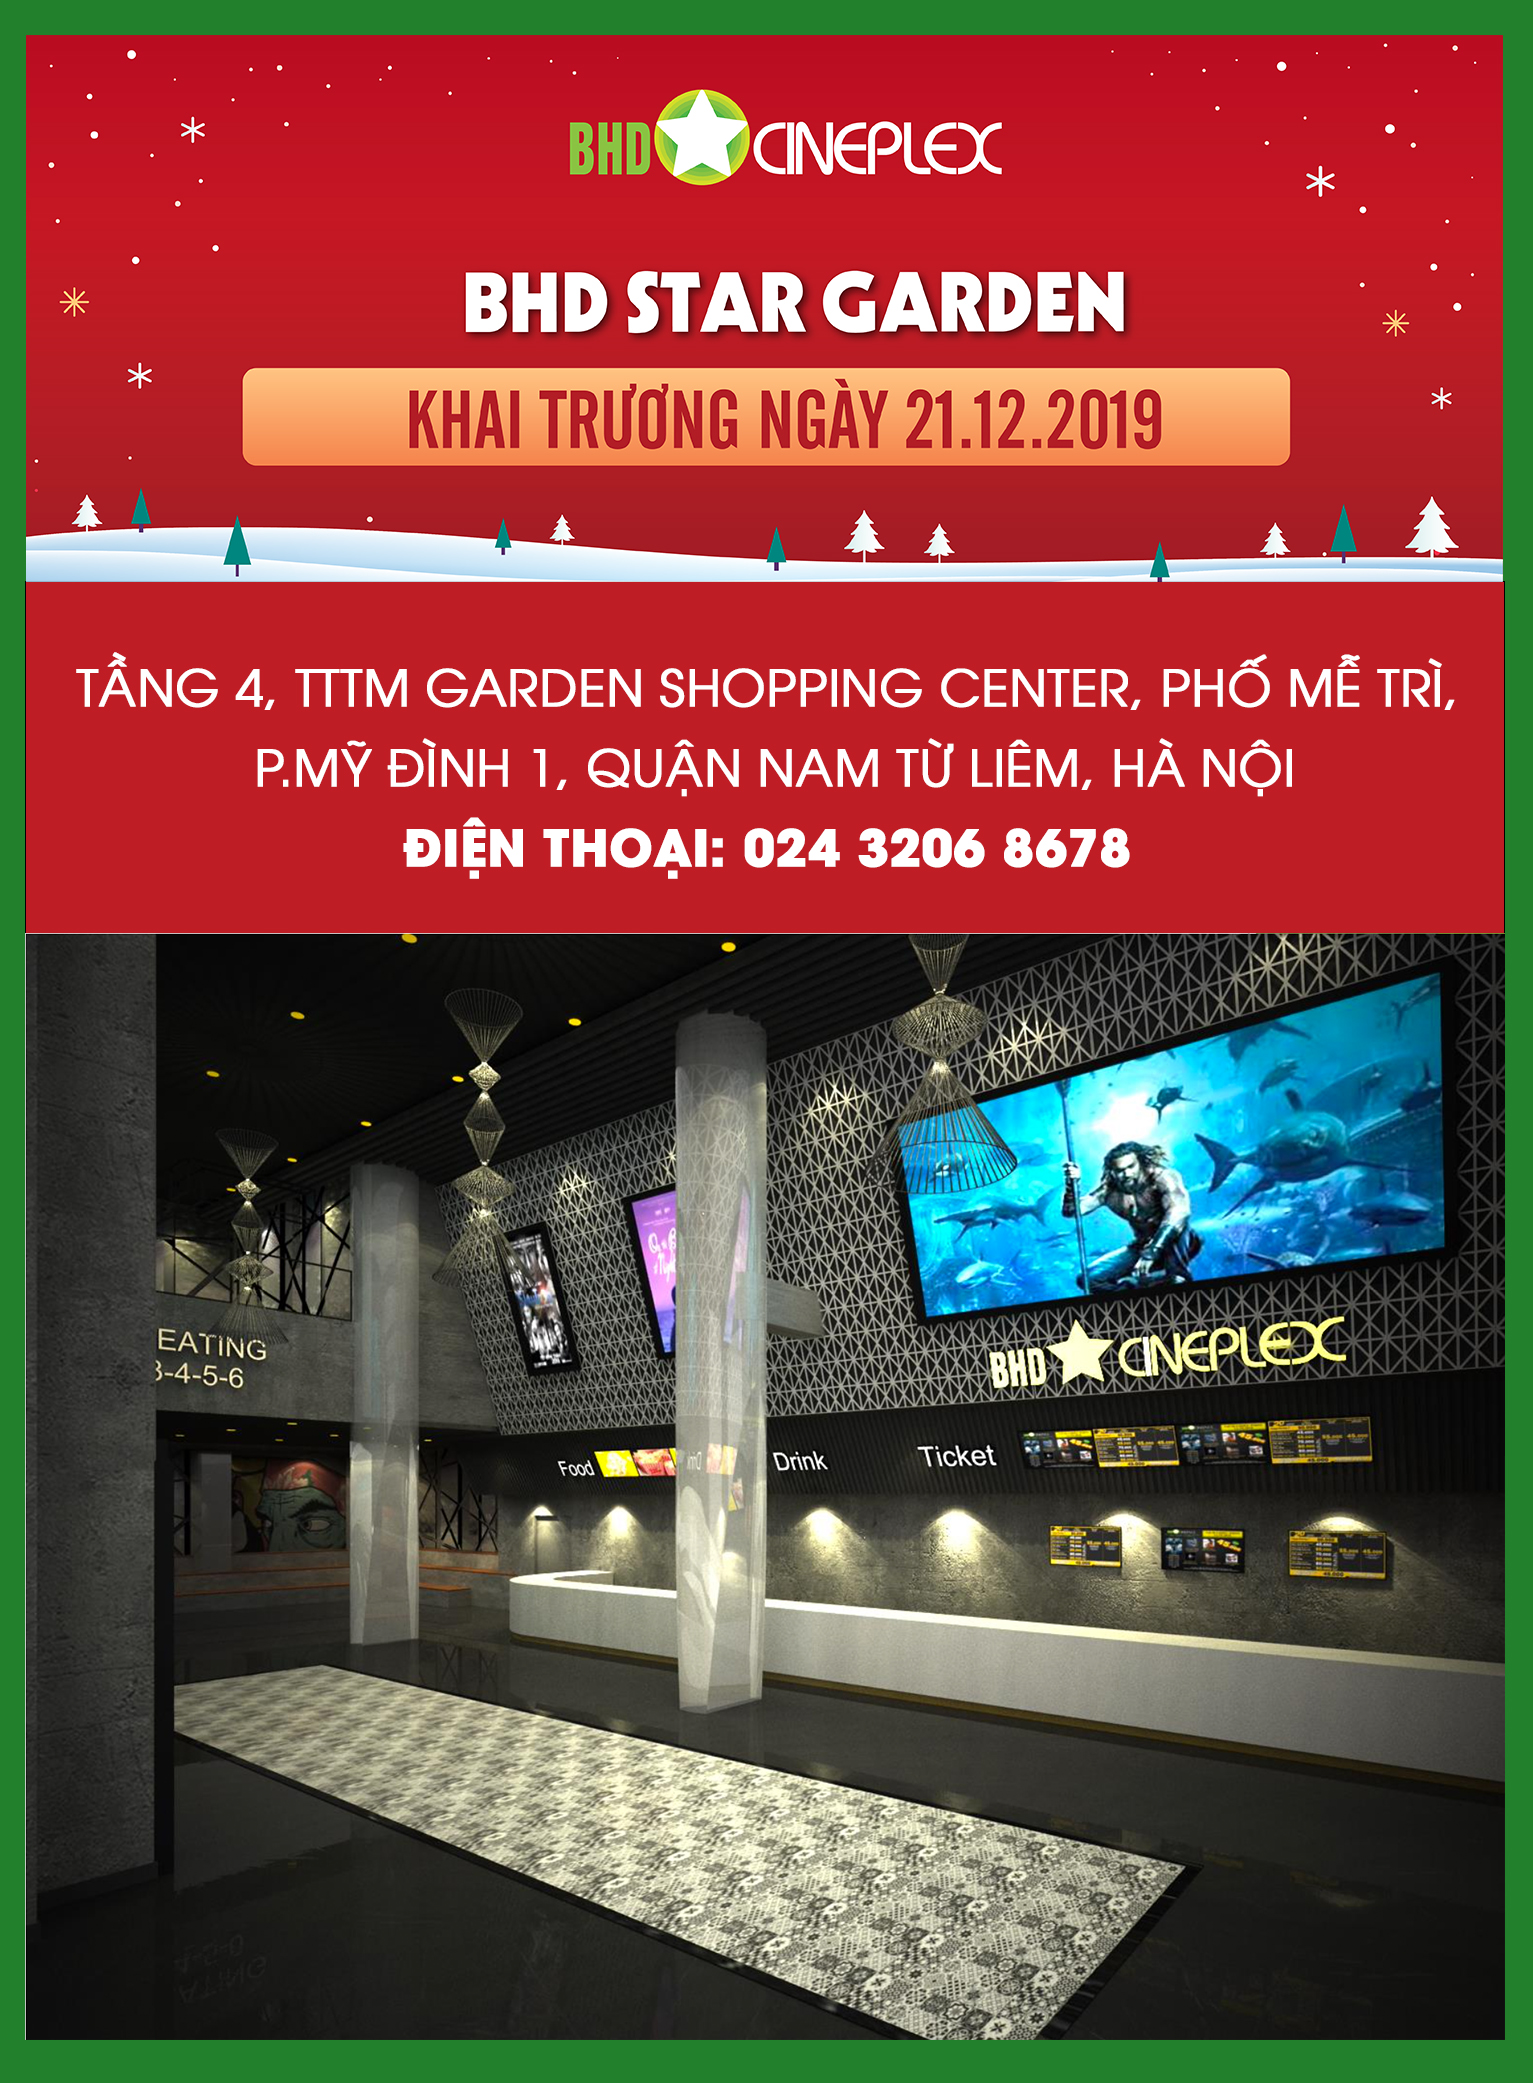 BHD CINEPLEX
BHD STAR GARDEN
KHAI TRƯƠNG NGÀY 21.12.2019
TẦNG 4, TTTM GARDEN SHOPPING CENTER, PHỐ MỄ TRÌ,
P.MỸ ĐÌNH 1, QUẬN NAM TỪ LIÊM, HÀ NỘI
ĐIỆN THOẠI: 024 3206 8678
EATING
3-4-5-6
BHD CINEPLEX
Food
Drink
Ticket